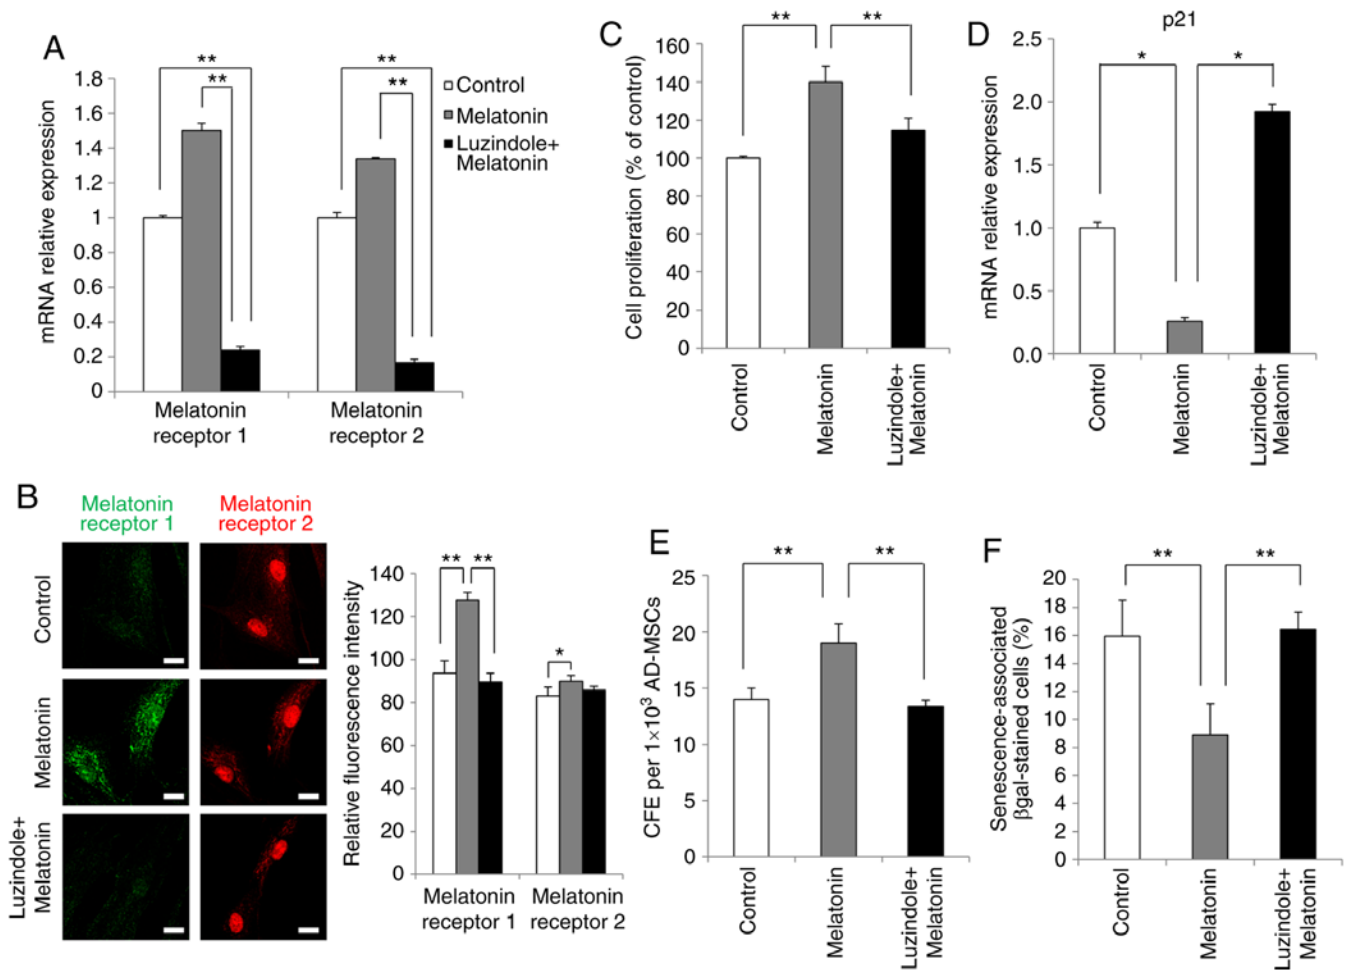 A
** **
** **
mRNA relative expression
1.8
1.6
1.4
1.2
1
0.8
0.6
0.4
0.2
0
Melatonin
receptor 1
Melatonin
receptor 2
Control
Melatonin
Luzindole+
Melatonin
B
Melatonin
receptor 1
Melatonin
receptor 2
Control
Melatonin
Luzindole+
Melatonin
Relative fluorescence intensity
140
120
100
80
60
40
20
0
** **
*
Melatonin
receptor 1
Melatonin
receptor 2
C
** **
Cell proliferation (% of control)
160
140
120
100
80
60
40
20
0
Control
Melatonin
Luzindole+
Melatonin
D
p21
* *
mRNA relative expression
2.5
2.0
1.5
1.0
0.5
0.0
Control
Melatonin
Luzindole+
Melatonin
E
** **
CFE per 1×10³ AD-MSCs
25
20
15
10
5
0
Control
Melatonin
Luzindole+
Melatonin
F
** **
Senescence-associated
βgal-stained cells (%)
20
18
16
14
12
10
8
6
4
2
0
Control
Melatonin
Luzindole+
Melatonin